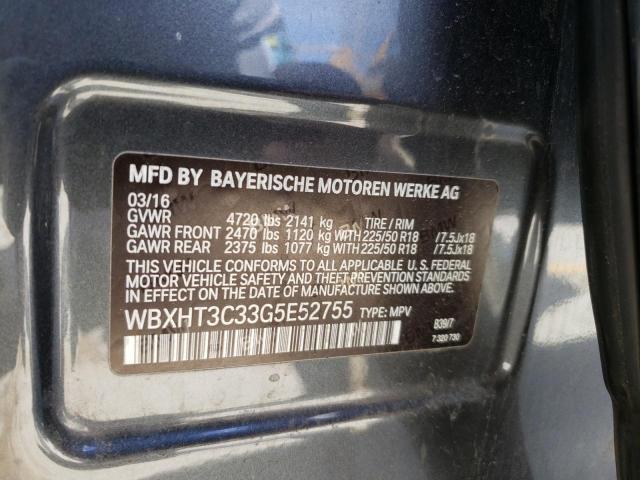 MFD BY BAYERISCHE MOTOREN WERKE AG
03/16
GVWR 4720 lbs 2141 kg TIRE / RIM
GAWR FRONT 2470 lbs 1120 kg WITH 225/50 R18 /7.5Jx18
GAWR REAR 2375 lbs 1077 kg WITH 225/50 R18 /7.5Jx18
THIS VEHICLE CONFORMS TO ALL APPLICABLE U. S. FEDERAL
MOTOR VEHICLE SAFETY AND THEFT PREVENTION STANDARDS
IN EFFECT ON THE DATE OF MANUFACTURE SHOWN ABOVE.
WBXHT3C33G5E52755 TYPE: MPV
B39/7
7 320 730